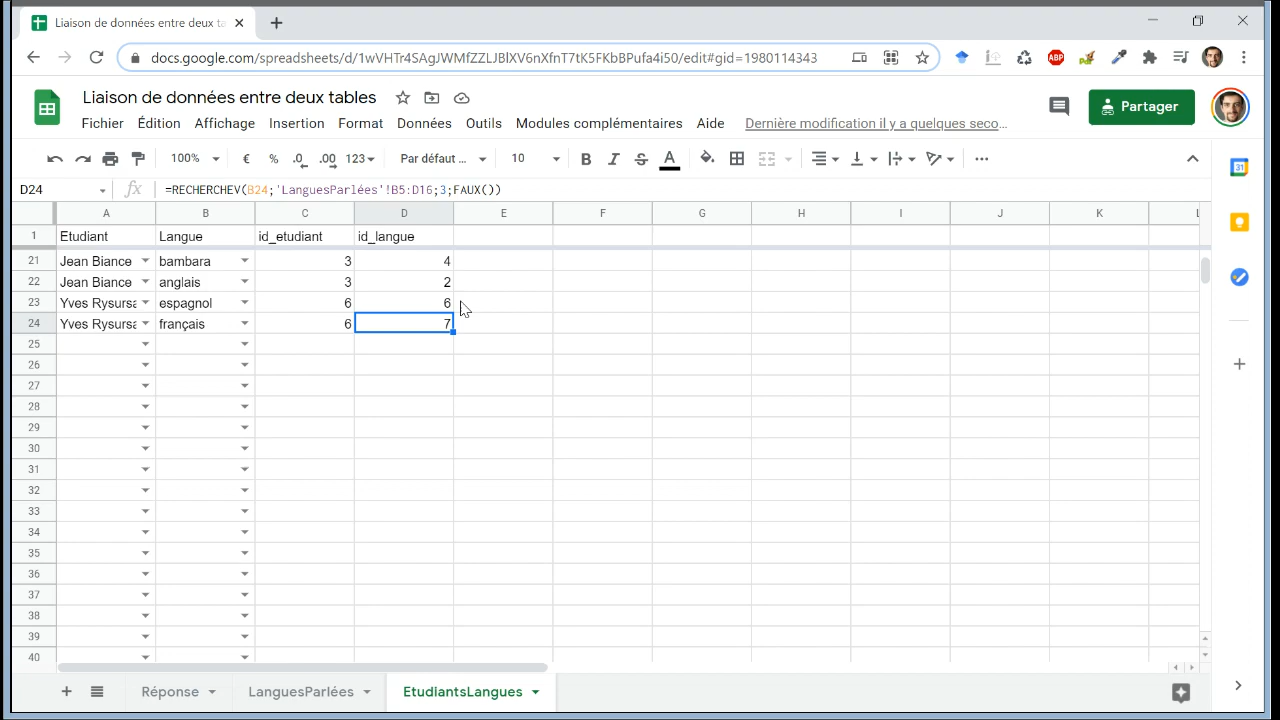 Liaison de données entre deux ta
docs.google.com/spreadsheets/d/1wVHTr4SAgJWMfZZLJBlXV6nXfnT7tK5FKbBPufa4i50/edit#gid=1980114343
ABP
Liaison de données entre deux tables
Partager
Fichier Édition Affichage Insertion Format Données Outils Modules complémentaires Aide Dernière modification il y a quelques seco...
100% € % .0 .00 123 Par défaut ... 10 B I S A
31
D24 fx =RECHERCHEV(B24;'LanguesParlées'!B5:D16;3;FAUX())
A B C D E F G H I J K L
1 Etudiant Langue id_etudiant id_langue
21 Jean Biance bambara 3 4
22 Jean Biance anglais 3 2
23 Yves Rysursa espagnol 6 6
24 Yves Rysursa français 6 7
25
26
27
28
29
30
31
32
33
34
35
36
37
38
39
40
Réponse LanguesParlées EtudiantsLangues